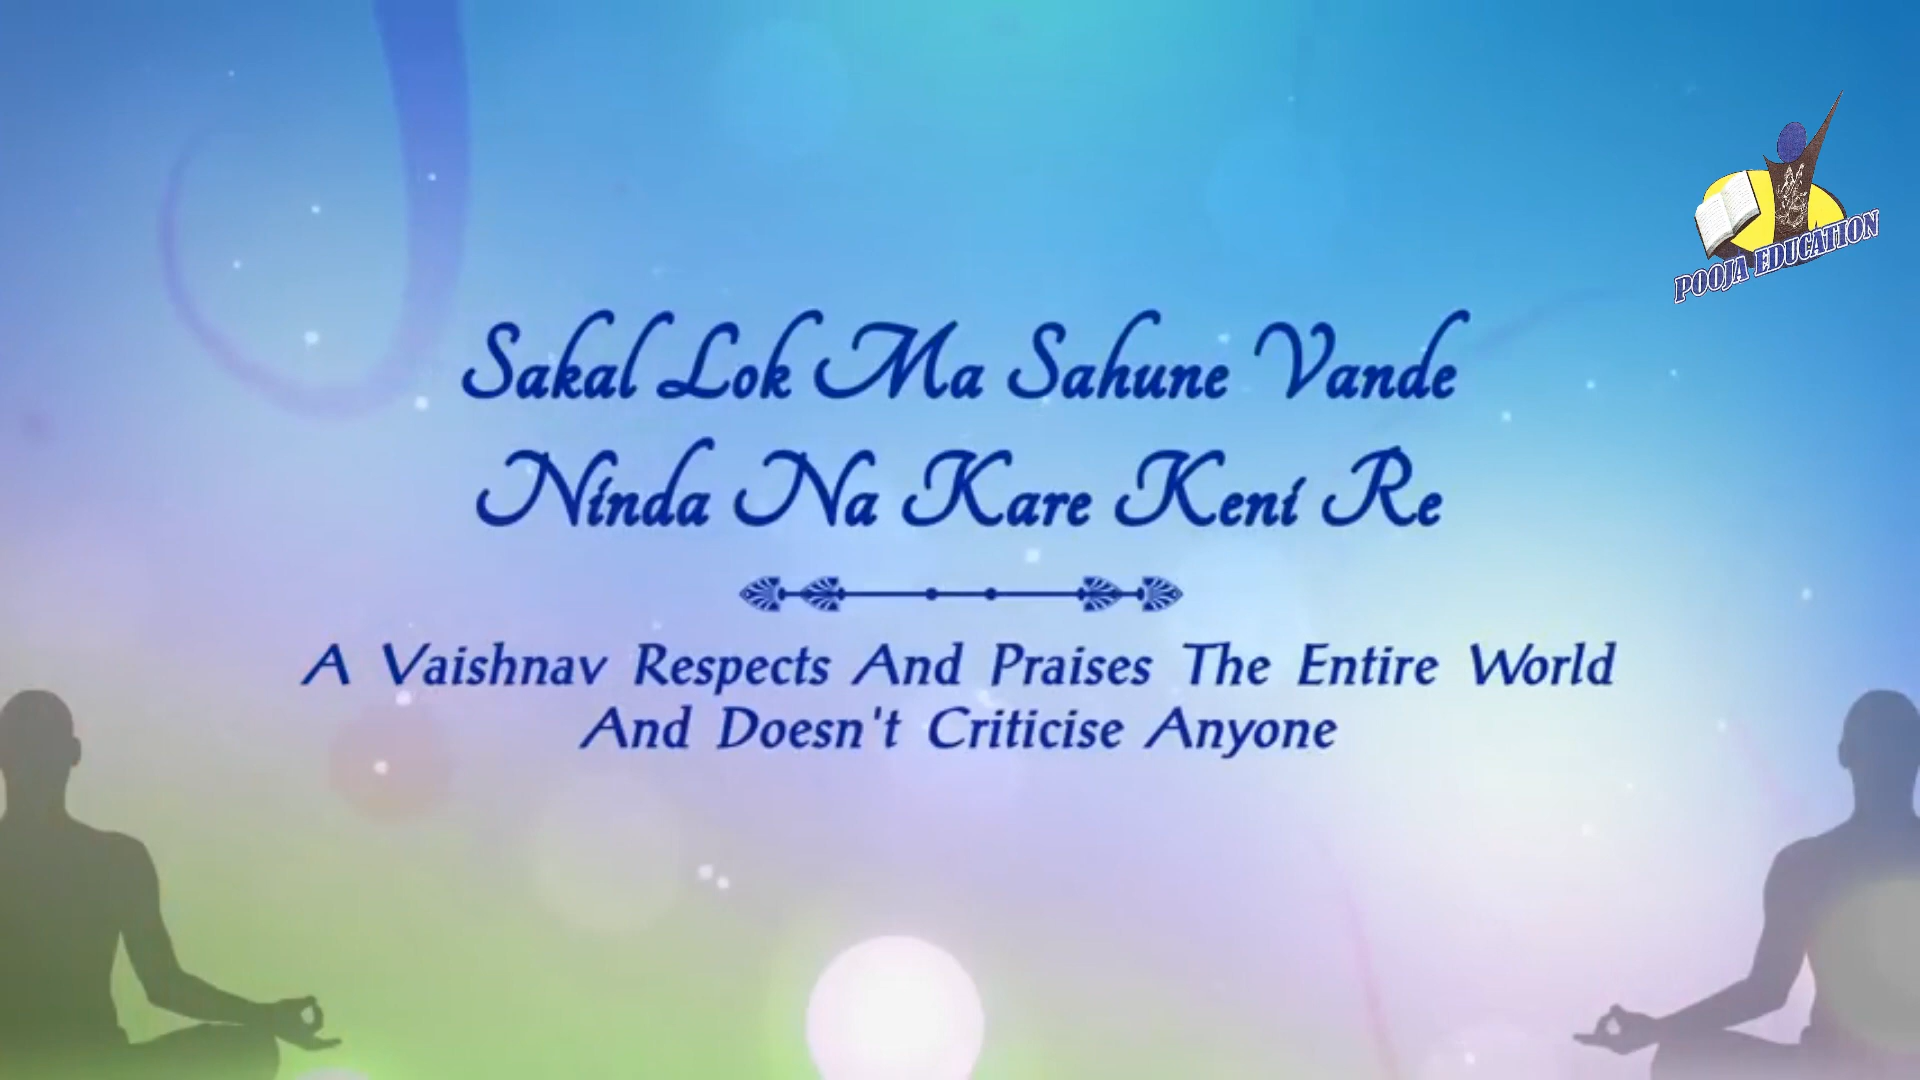 POOJA EDUCATION
Sakal Lok Ma Sahune Vande
Ninda Na Kare Keni Re
A Vaishnav Respects And Praises The Entire World
And Doesn't Criticise Anyone